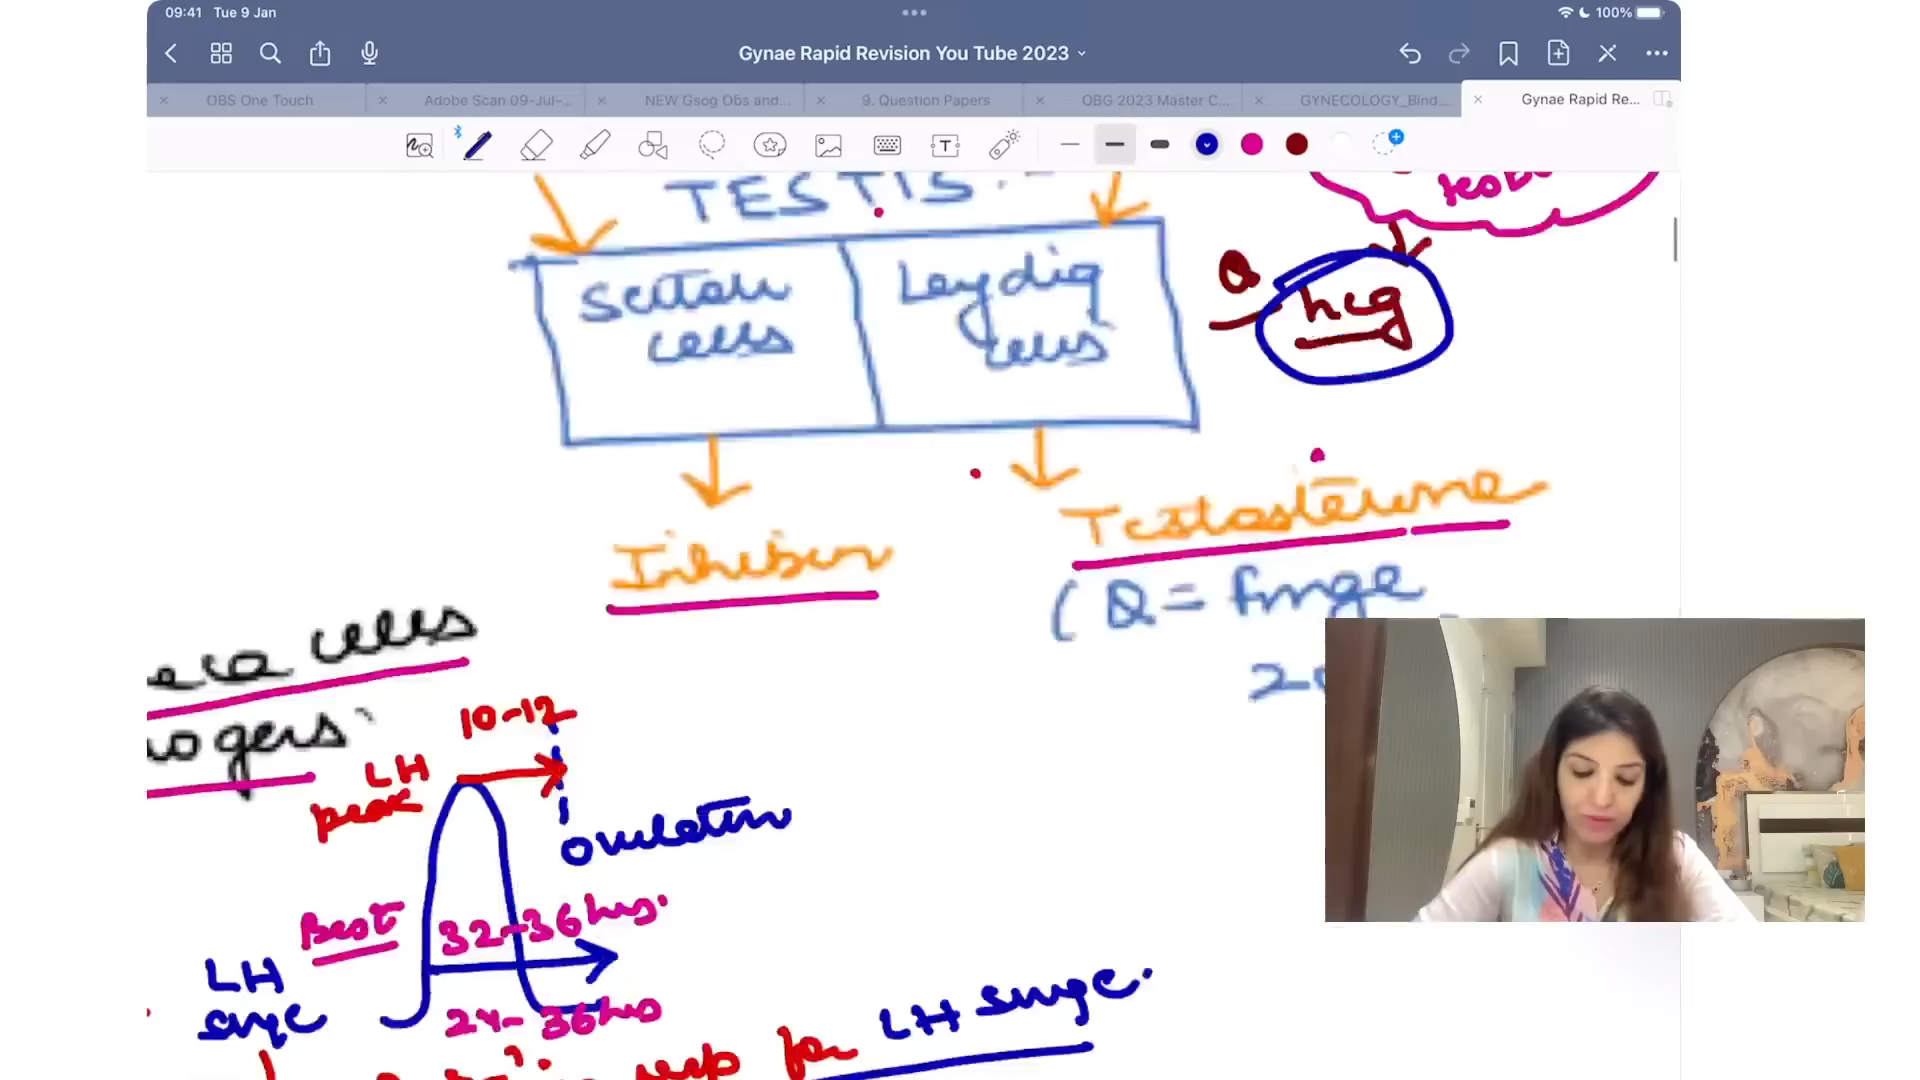 09:41 Tue 9 Jan
100%
Gynae Rapid Revision You Tube 2023
OBS One Touch
Adobe Scan 09-Jul-...
NEW Gsog Obs and...
9. Question Papers
OBG 2023 Master C...
GYNECOLOGY_Bind...
Gynae Rapid Re...
TESTIS
Sertoli cells
Leydig cells
Q
hcg
Inhibin
Testosterone
(Q = fringe
cells
10-12
LH peak
ovulation
Best
32-36 hrs.
LH surge
24-36 hrs
for LH surge.